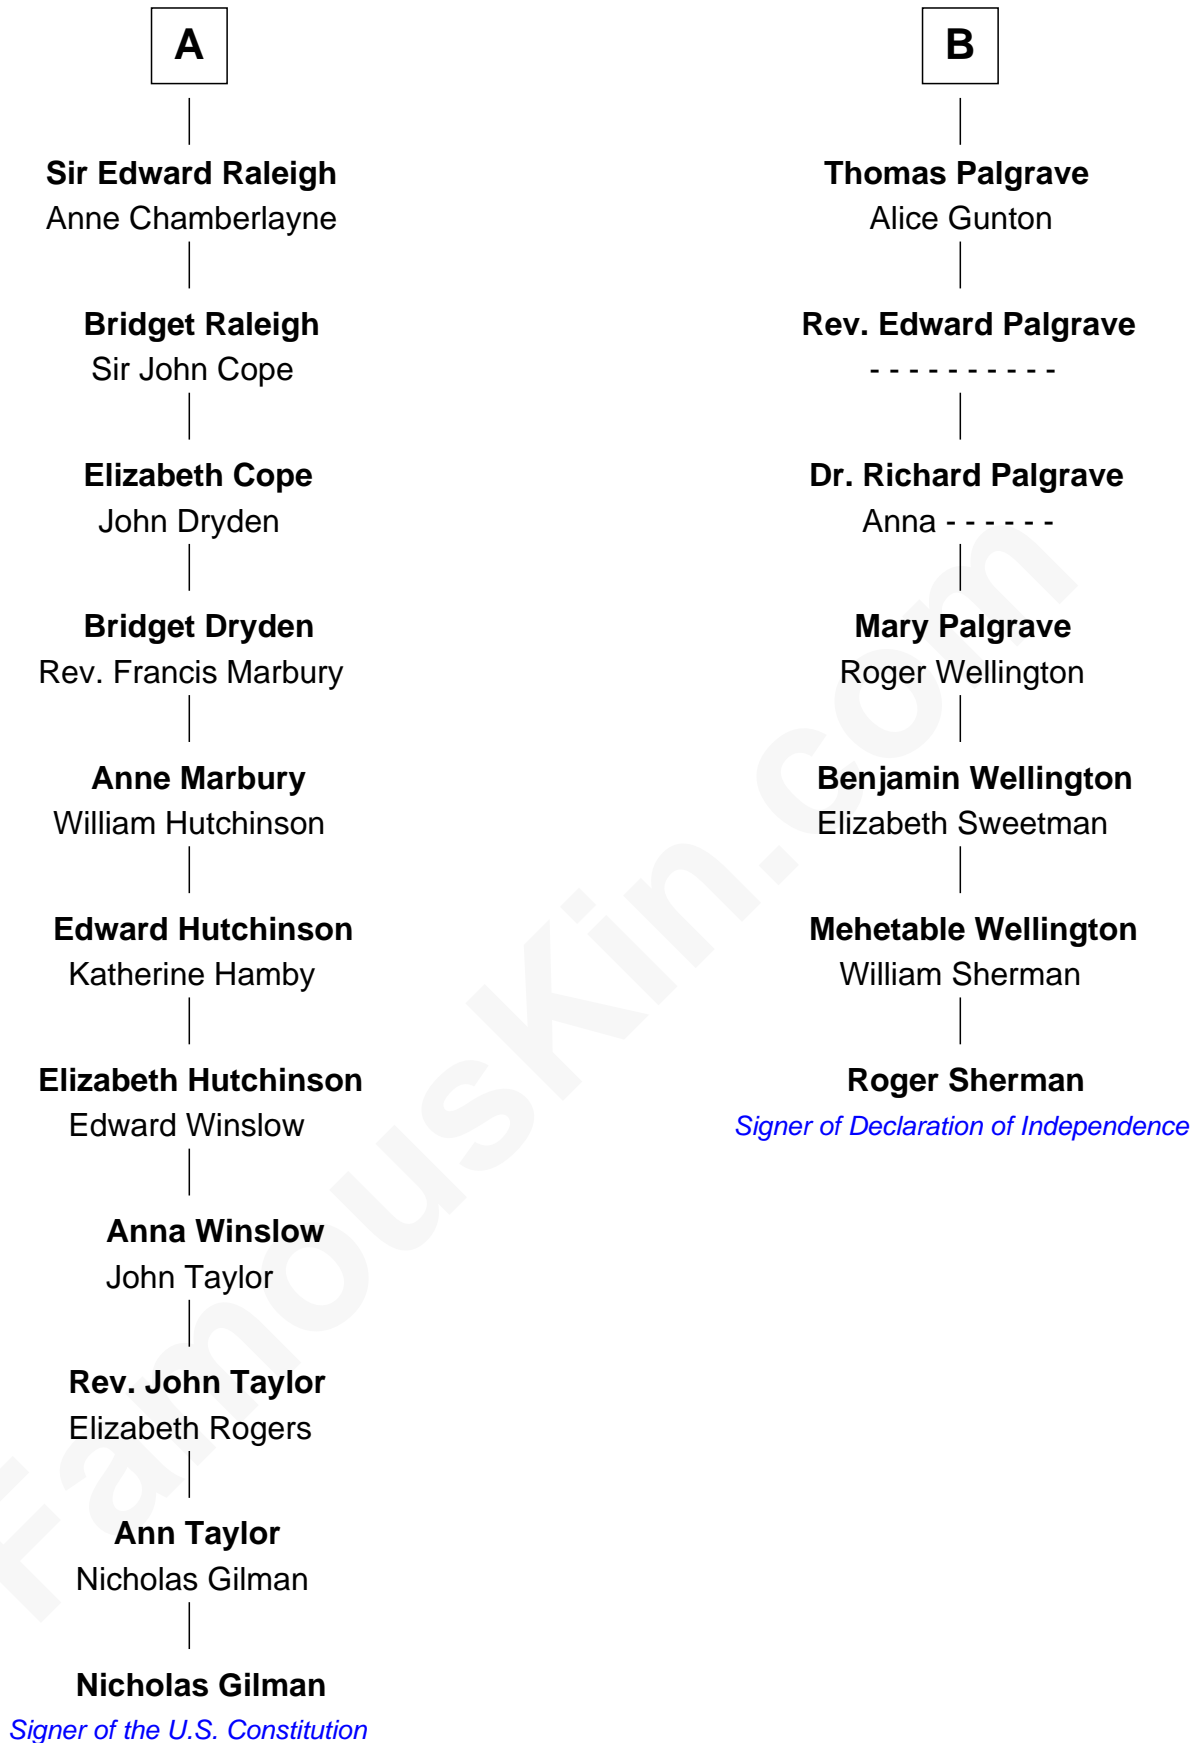 A
Sir Edward Raleigh
Anne Chamberlayne
Bridget Raleigh
Sir John Cope
Elizabeth Cope
John Dryden
Bridget Dryden
Rev. Francis Marbury
Anne Marbury
William Hutchinson
Edward Hutchinson
Katherine Hamby
Elizabeth Hutchinson
Edward Winslow
Anna Winslow
John Taylor
Rev. John Taylor
Elizabeth Rogers
Ann Taylor
Nicholas Gilman
Nicholas Gilman
Signer of the U.S. Constitution
B
Thomas Palgrave
Alice Gunton
Rev. Edward Palgrave
- - - - - - - - - -
Dr. Richard Palgrave
Anna - - - - - -
Mary Palgrave
Roger Wellington
Benjamin Wellington
Elizabeth Sweetman
Mehetable Wellington
William Sherman
Roger Sherman
Signer of Declaration of Independence
FamousKin.com